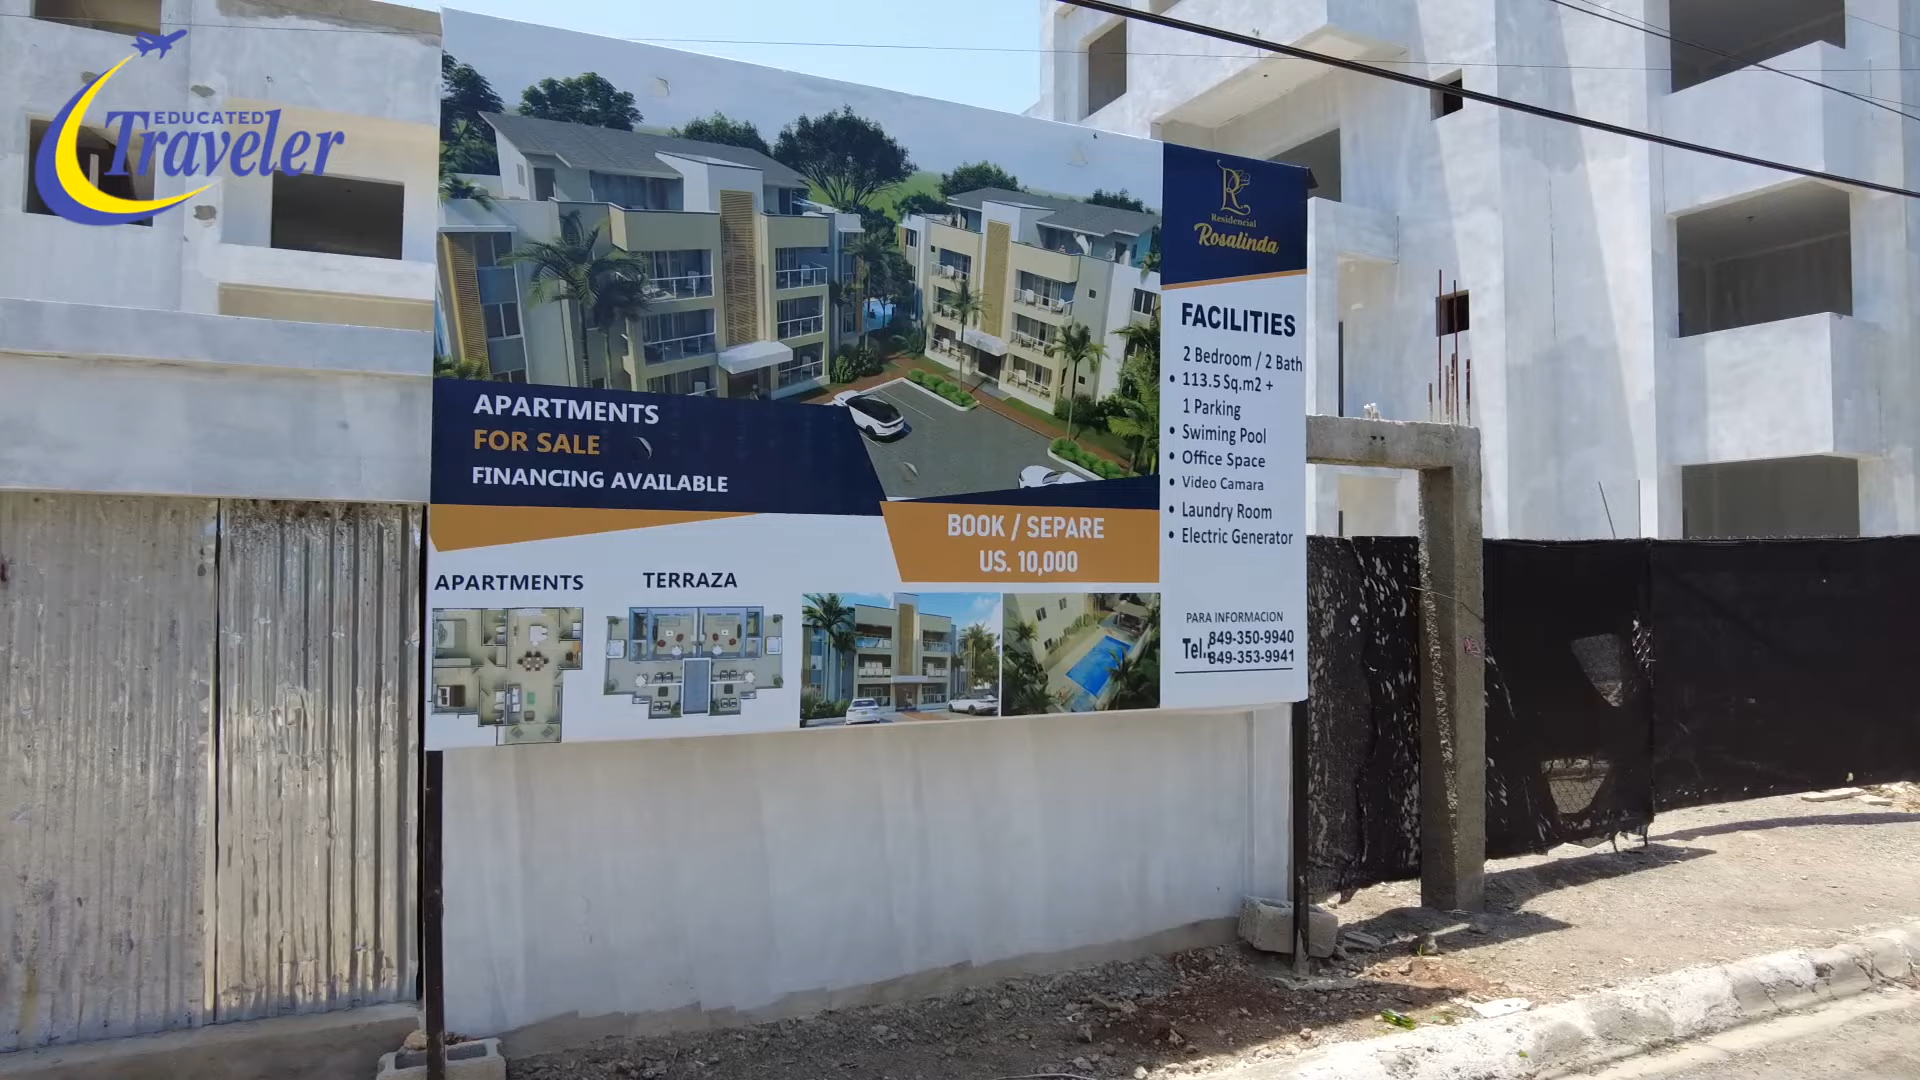 EDUCATED
Traveler
Residencial
Rosalinda
FACILITIES
2 Bedroom / 2 Bath
• 113.5 Sq.m2 +
1 Parking
• Swiming Pool
• Office Space
• Video Camara
• Laundry Room
• Electric Generator
PARA INFORMACION
Tel.: 849-350-9940
849-353-9941
APARTMENTS
FOR SALE
FINANCING AVAILABLE
BOOK / SEPARE
US. 10,000
APARTMENTS
TERRAZA